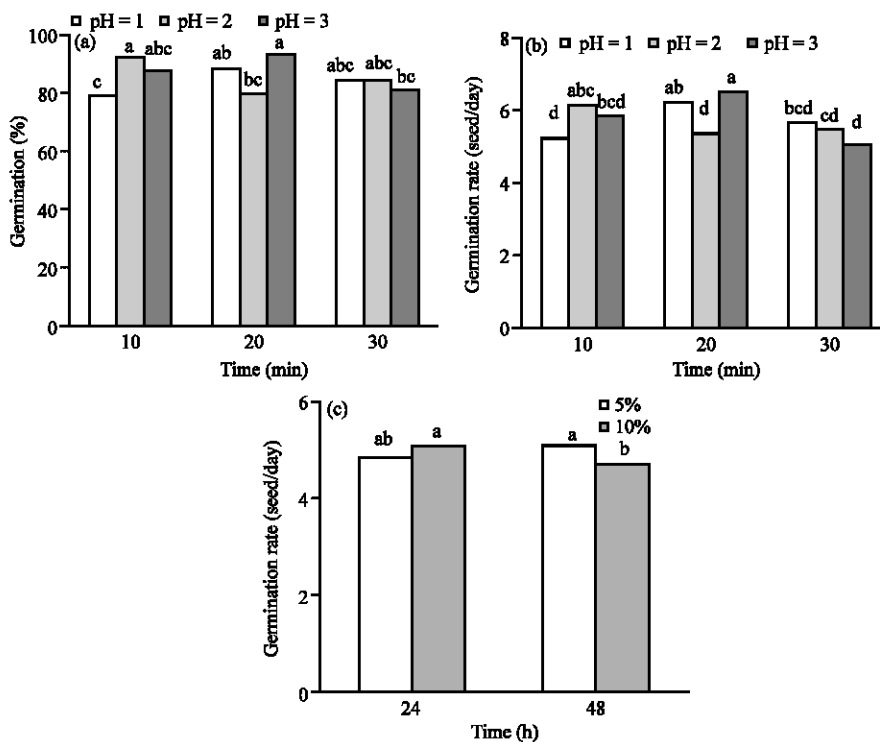 pH = 1 pH = 2 pH = 3
(a)
Germination (%)
100
80
60
40
20
0
c a abc
ab bc a
abc abc bc
10 20 30
Time (min)
(b)
pH = 1 pH = 2 pH = 3
Germination rate (seed/day)
8
6
4
2
0
d abc bcd
ab d a
bcd cd d
10 20 30
Time (min)
(c)
5%
10%
Germination rate (seed/day)
6
4
2
0
ab a
a b
24 48
Time (h)